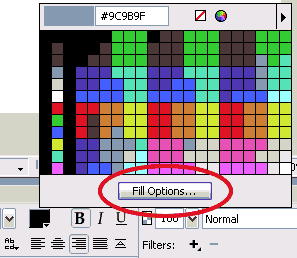 #9C9B9F
Fill Options...
B I U
100
Normal
Filters: